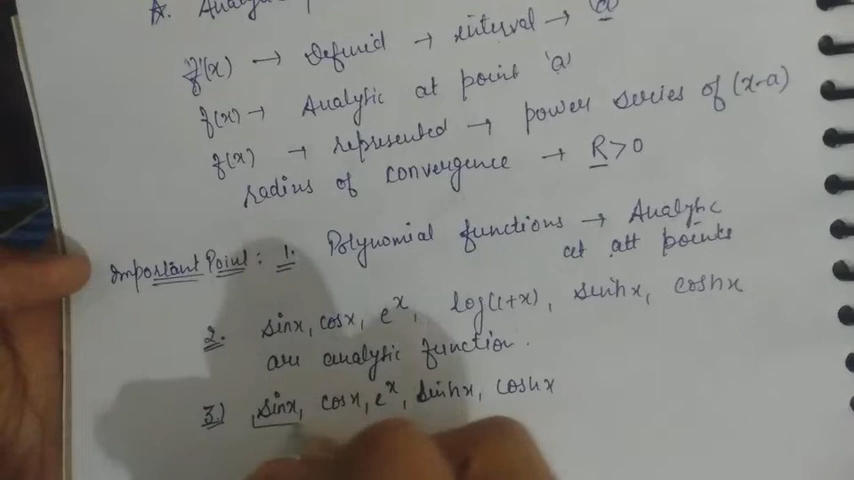 A. Analy
f(x) → Defined → interval → a
f(x) → Analytic at point 'a'
f(x) → represented → power series of (x-a)
radius of convergence → R>0
Important Point: 1. Polynomial functions → Analytic
at all points
2. sinx, cosx, e^x, log(1+x), sinhx, coshx
are analytic function.
3.) sinx, cosx, e^x, sinhx, coshx